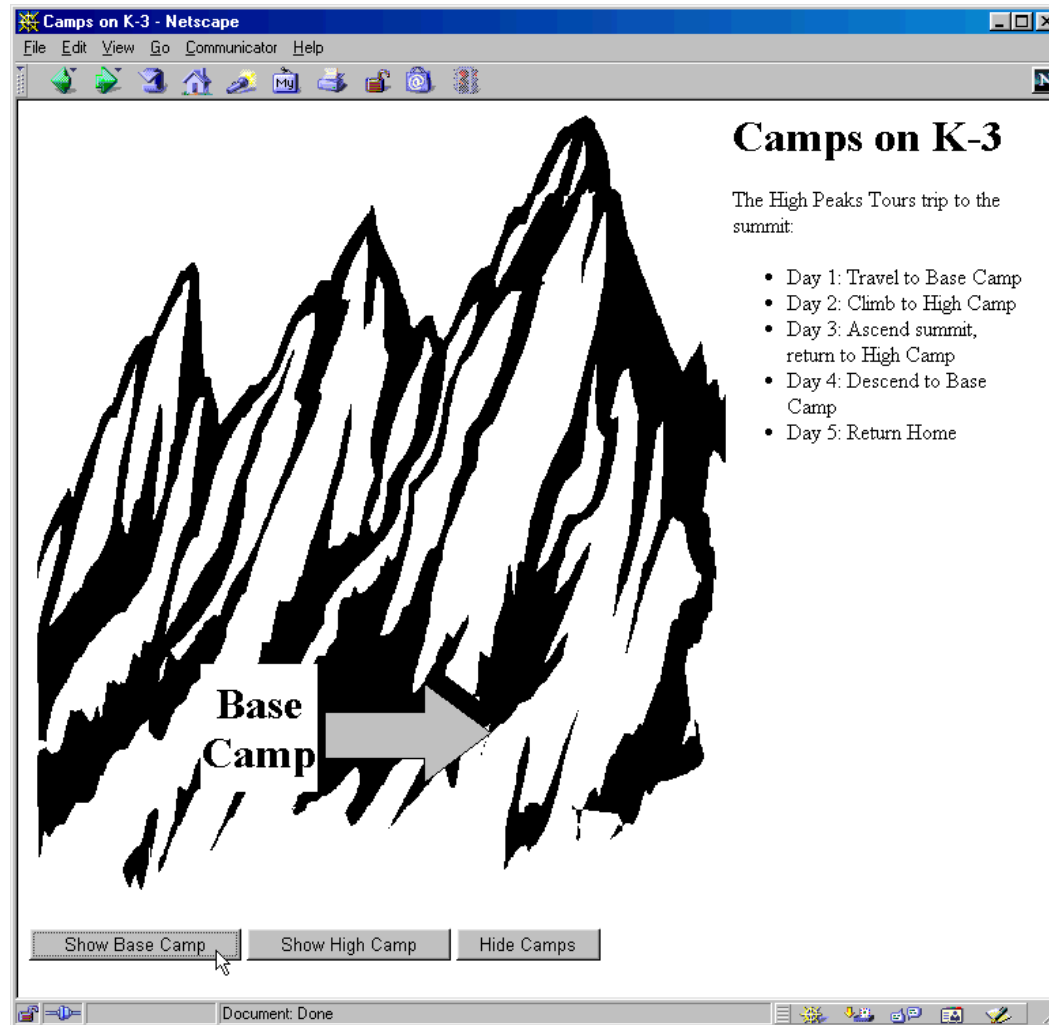 Camps on K-3 - Netscape
File Edit View Go Communicator Help
My
N
Camps on K-3
The High Peaks Tours trip to the
summit:
• Day 1: Travel to Base Camp
• Day 2: Climb to High Camp
• Day 3: Ascend summit,
return to High Camp
• Day 4: Descend to Base
Camp
• Day 5: Return Home
Base
Camp
Show Base Camp Show High Camp Hide Camps
Document: Done